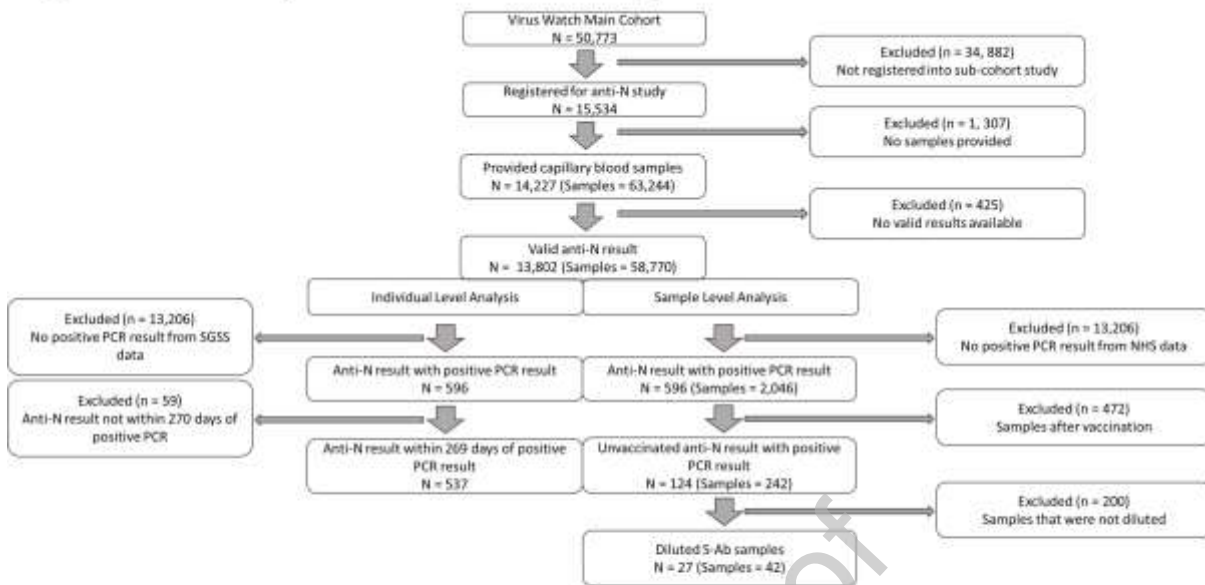 Virus Watch Main Cohort
N = 50,773
Excluded (n = 34, 882)
Not registered into sub-cohort study
Registered for anti-N study
N = 15,534
Excluded (n = 1, 307)
No samples provided
Provided capillary blood samples
N = 14,227 (Samples = 63,244)
Excluded (n = 425)
No valid results available
Valid anti-N result
N = 13,802 (Samples = 58,770)
Individual Level Analysis
Sample Level Analysis
Excluded (n = 13,206)
No positive PCR result from SGSS
data
Excluded (n = 13,206)
No positive PCR result from NHS data
Anti-N result with positive PCR result
N = 596
Anti-N result with positive PCR result
N = 596 (Samples = 2,046)
Excluded (n = 59)
Anti-N result not within 270 days of
positive PCR
Excluded (n = 472)
Samples after vaccination
Anti-N result within 269 days of positive
PCR result
N = 537
Unvaccinated anti-N result with positive
PCR result
N = 124 (Samples = 242)
Excluded (n = 200)
Samples that were not diluted
Diluted S-Ab samples
N = 27 (Samples = 42)